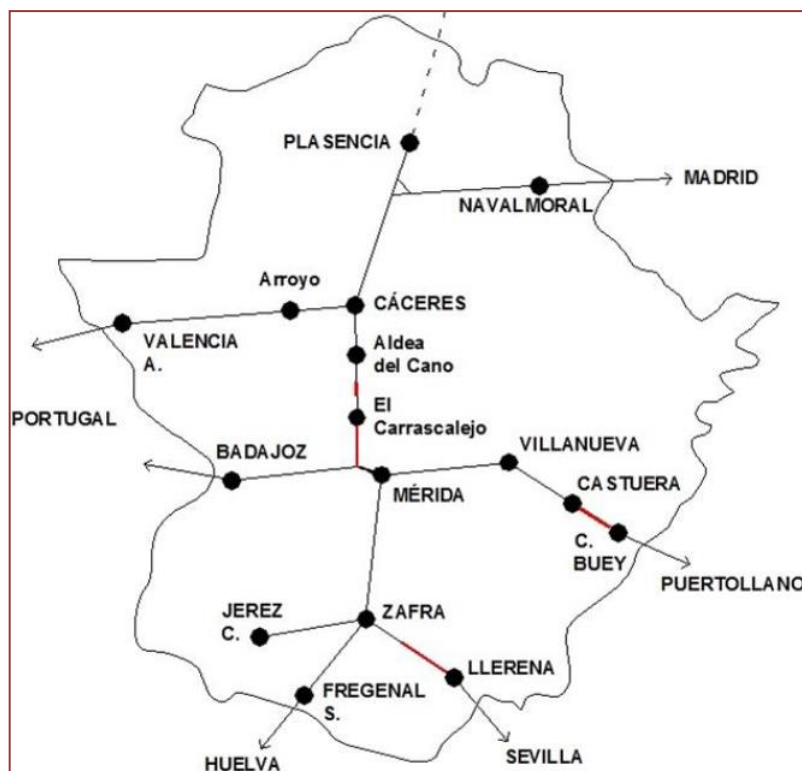 PLASENCIA
MADRID
NAVALMORAL
Arroyo
CÁCERES
VALENCIA
A.
Aldea
del Cano
PORTUGAL
El
Carrascalejo
BADAJOZ
VILLANUEVA
MÉRIDA
CASTUERA
C.
BUEY
PUERTOLLANO
JEREZ
C.
ZAFRA
LLERENA
FREGENAL
S.
HUELVA
SEVILLA